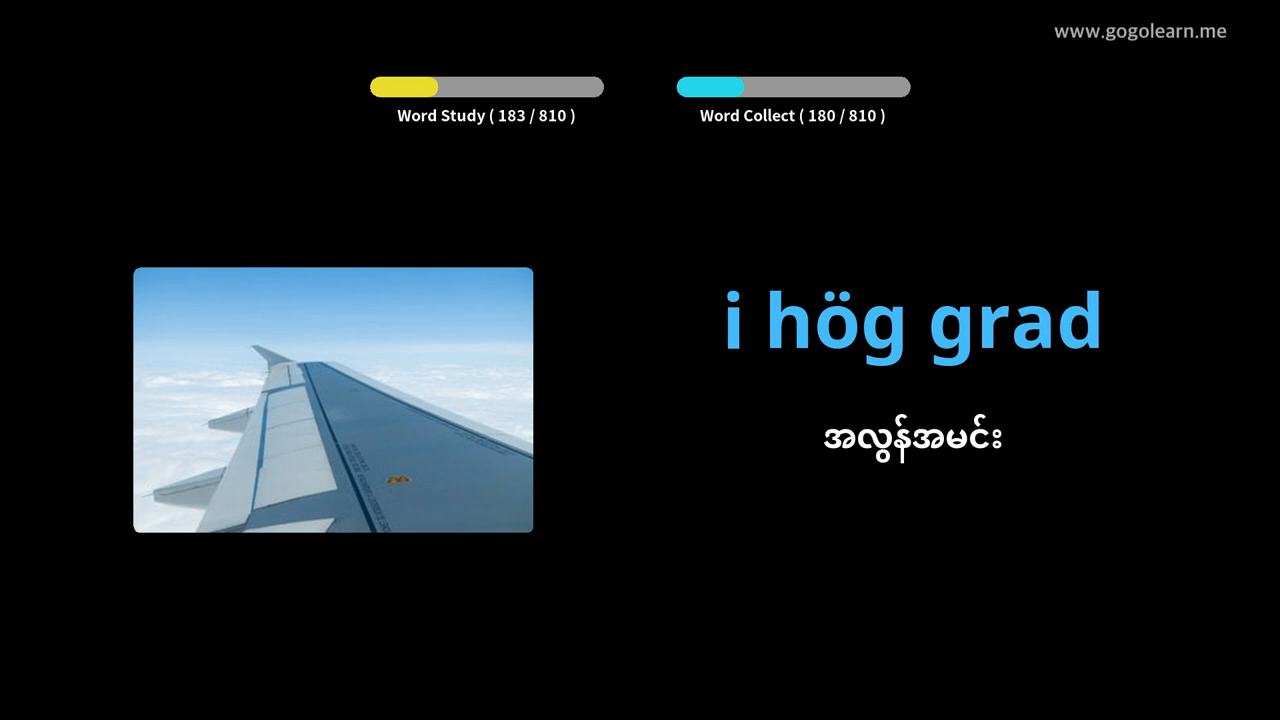 www.gogolearn.me
Word Study ( 183 / 810 )
Word Collect ( 180 / 810 )
i hög grad
အလွန်အမင်း